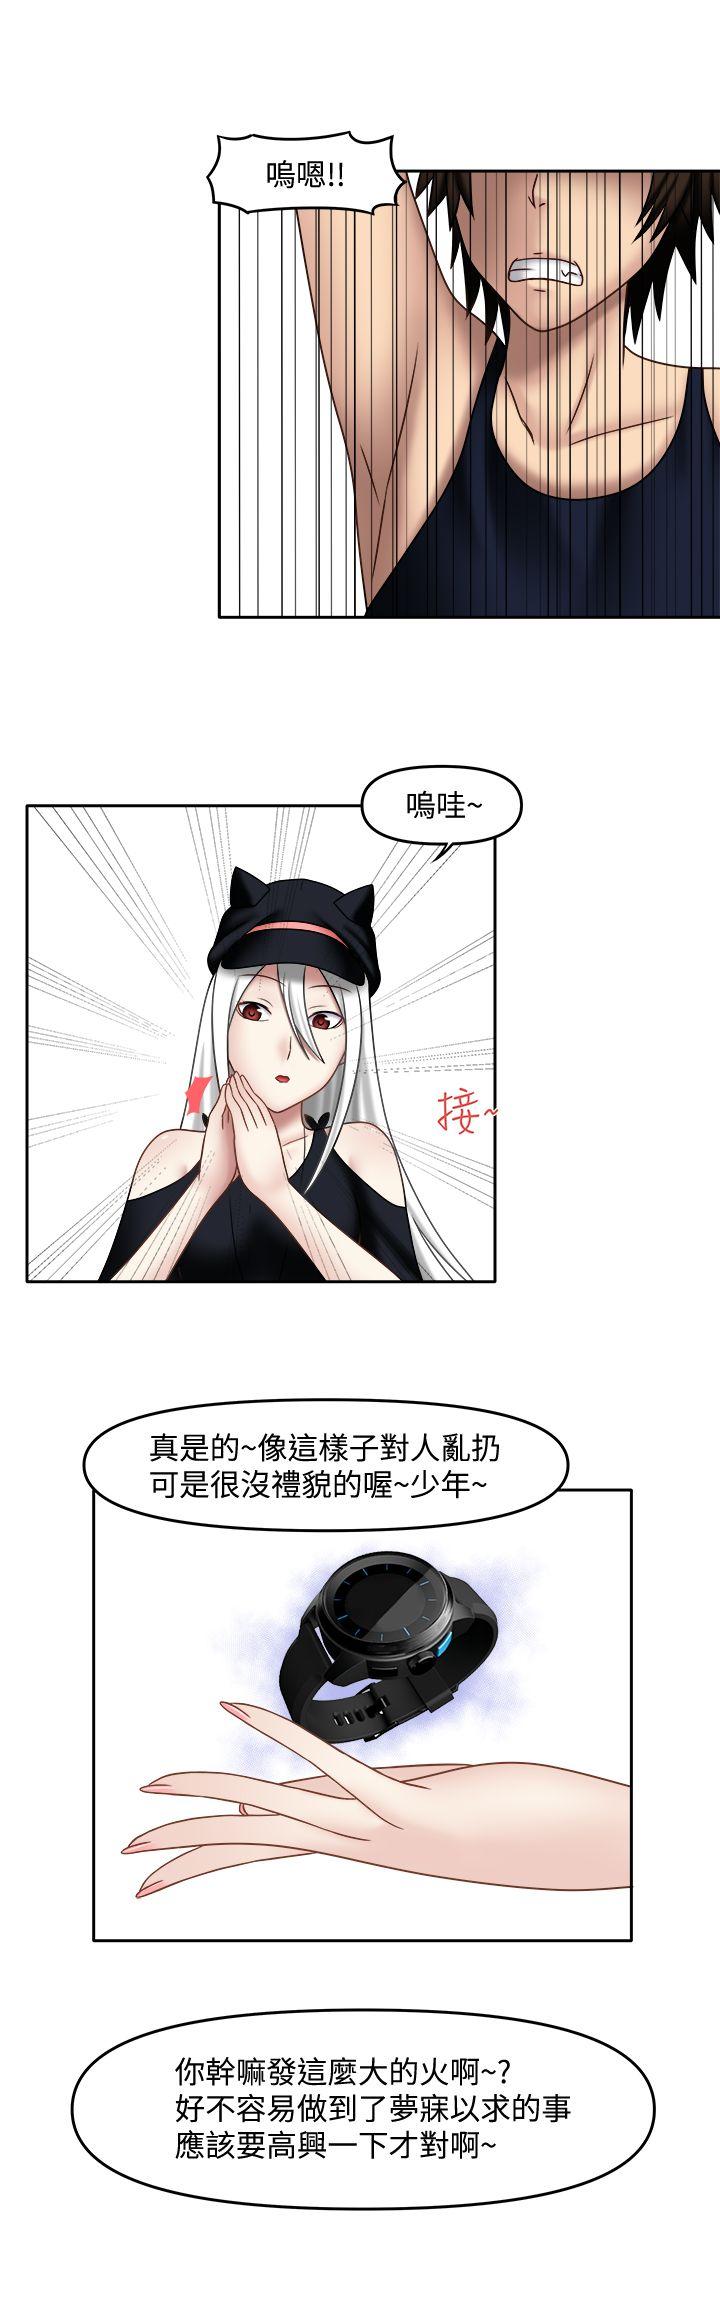 嗚嗯!!
嗚哇~
接~
真是的~像這樣子對人亂扔
可是很沒禮貌的喔~少年~
你幹嘛發這麼大的火啊~?
好不容易做到了夢寐以求的事
應該要高興一下才對啊~